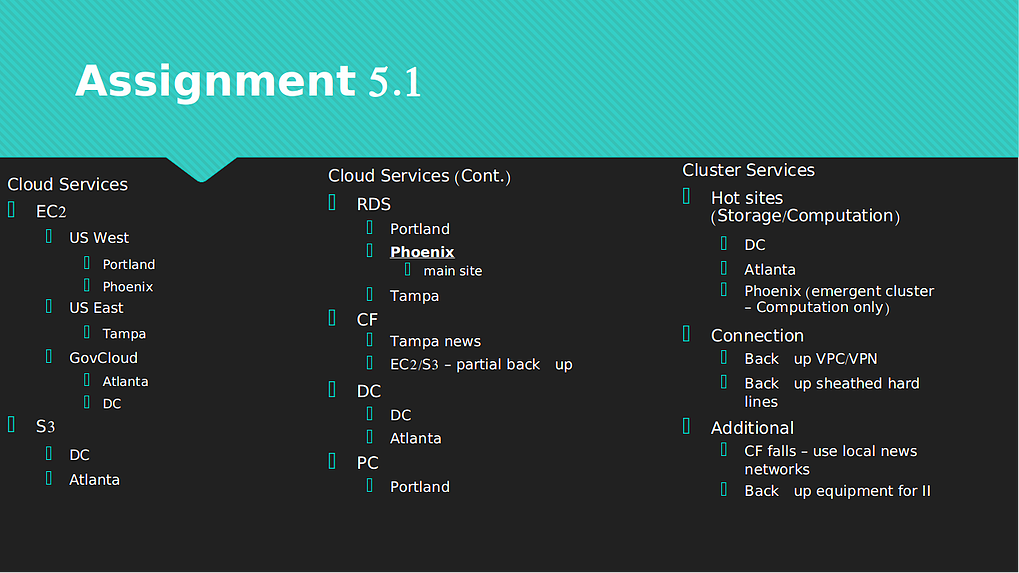 Assignment 5.1
Cloud Services
EC2
US West
Portland
Phoenix
US East
Tampa
GovCloud
Atlanta
DC
S3
DC
Atlanta
Cloud Services (Cont.)
RDS
Portland
Phoenix
main site
Tampa
CF
Tampa news
EC2/S3 – partial back up
DC
DC
Atlanta
PC
Portland
Cluster Services
Hot sites
(Storage/Computation)
DC
Atlanta
Phoenix (emergent cluster
– Computation only)
Connection
Back up VPC/VPN
Back up sheathed hard
lines
Additional
CF falls – use local news
networks
Back up equipment for II